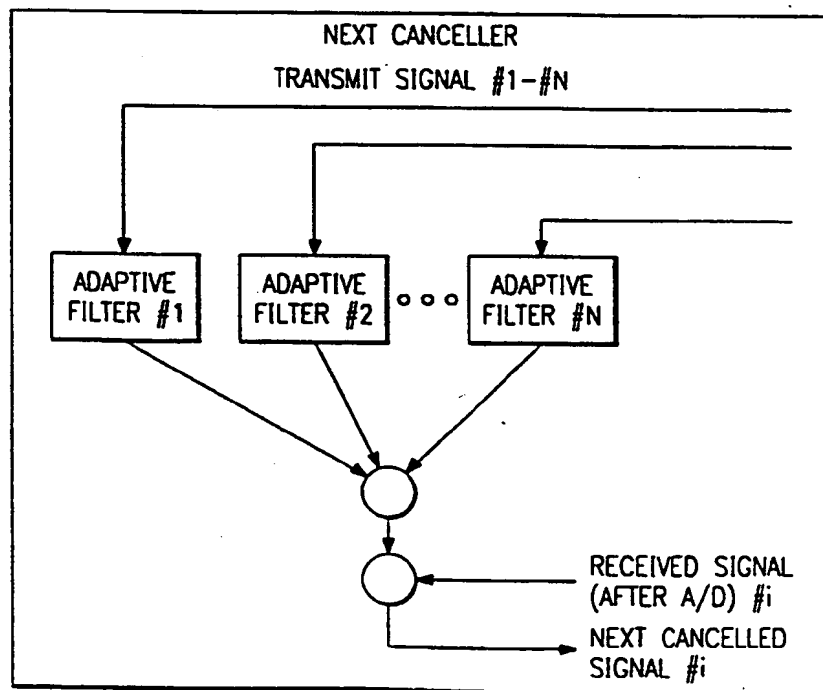 NEXT CANCELLER
TRANSMIT SIGNAL #1-#N
ADAPTIVE
FILTER #1
ADAPTIVE
FILTER #2
ADAPTIVE
FILTER #N
RECEIVED SIGNAL
(AFTER A/D) #i
NEXT CANCELLED
SIGNAL #i